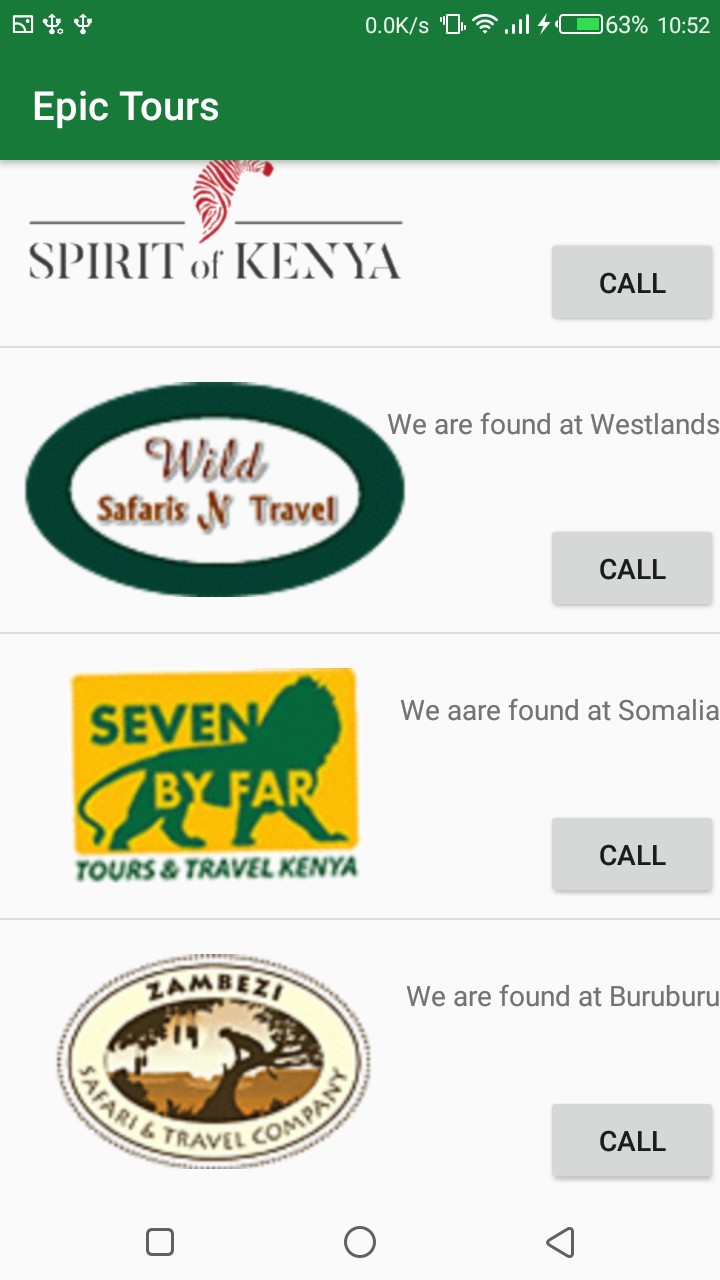 0.0K/s 63% 10:52
Epic Tours
SPIRIT of KENYA
CALL
We are found at Westlands
Wild
Safaris N Travel
CALL
We aare found at Somalia
SEVEN
BY FAR
TOURS & TRAVEL KENYA
CALL
We are found at Buruburu
ZAMBEZI
SAFARI & TRAVEL COMPANY
CALL